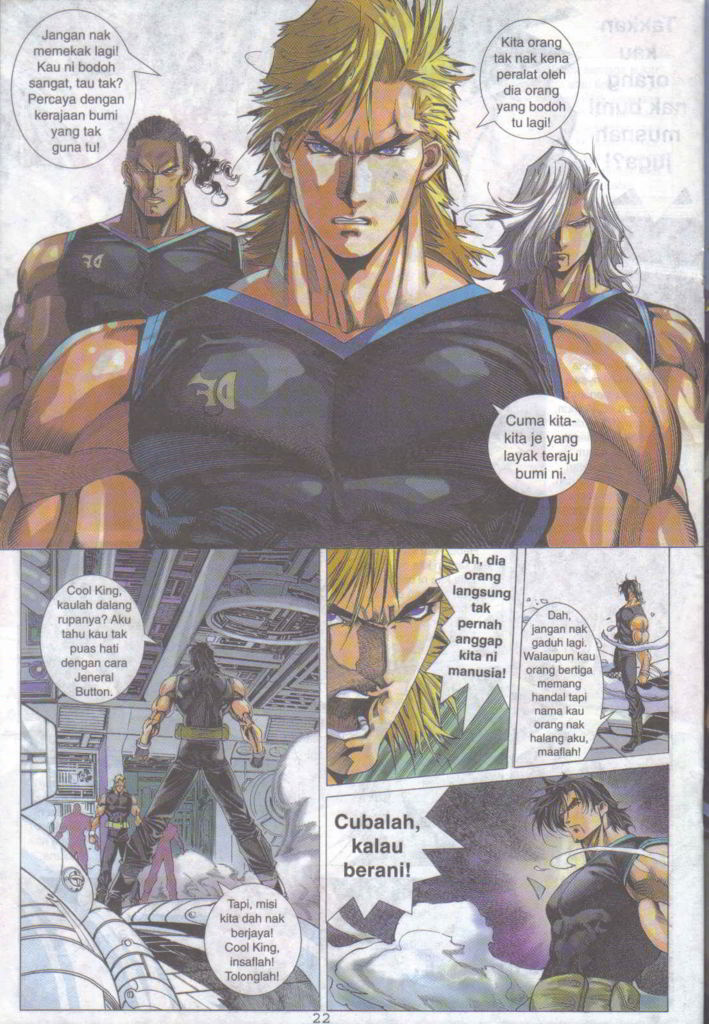 Jangan nak
memekak lagi!
Kau ni bodoh
sangat, tau tak?
Percaya dengan
kerajaan bumi
yang tak
guna tu!
Kita orang
tak nak kena
peralat oleh
dia orang
yang bodoh
tu lagi!
Cuma kita-
kita je yang
layak teraju
bumi ni.
Cool King,
kaulah dalang
rupanya? Aku
tahu kau tak
puas hati
dengan cara
Jeneral
Button.
Tapi, misi
kita dah nak
berjaya!
Cool King,
insaflah!
Tolonglah!
Ah, dia
orang
langsung
tak
pernah
anggap
kita ni
manusia!
Dah,
jangan nak
gaduh lagi.
Walaupun kau
orang bertiga
memang
handal tapi
nama kau
orang nak
halang aku,
maaflah!
Cubalah,
kalau
berani!
22